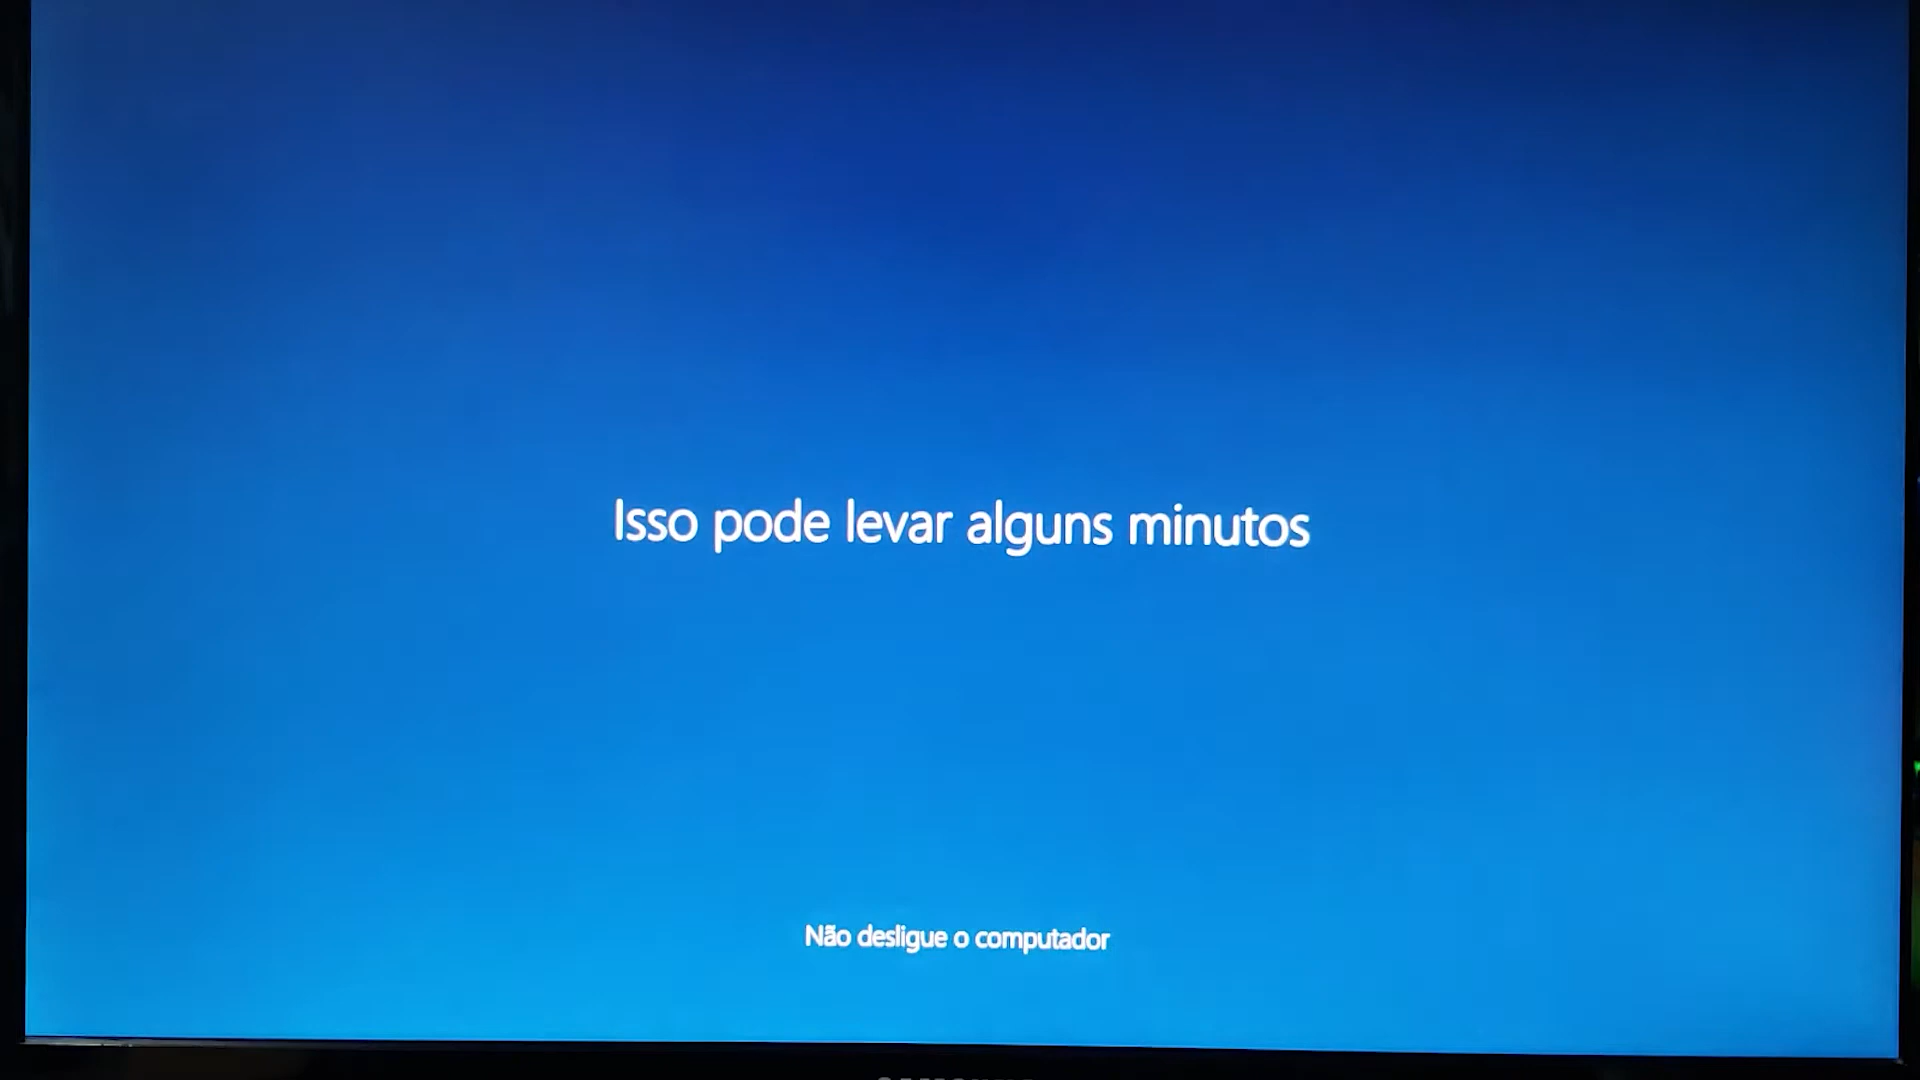 Isso pode levar alguns minutos
Não desligue o computador